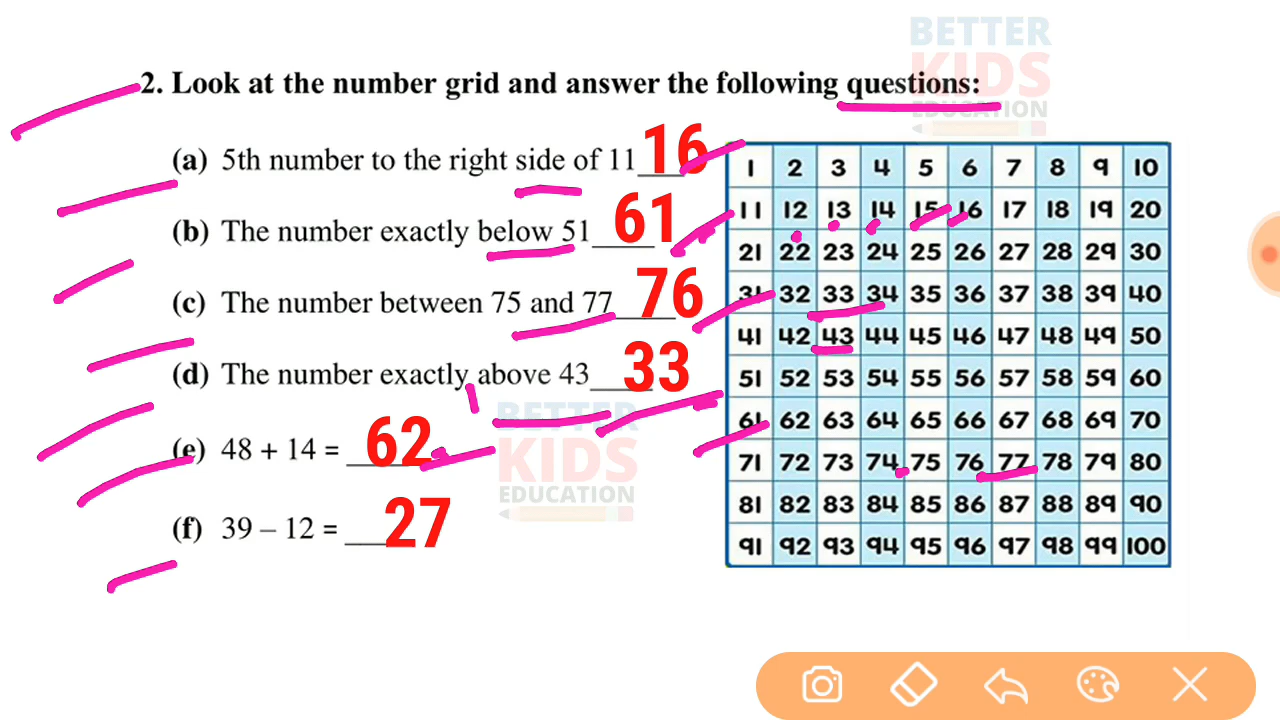 BETTER
KIDS
EDUCATION
2. Look at the number grid and answer the following questions:
(a) 5th number to the right side of 11 16
(b) The number exactly below 51 61
(c) The number between 75 and 77 76
(d) The number exactly above 43 33
(e) 48 + 14 = 62
(f) 39 – 12 = 27
BETTER
KIDS
EDUCATION
1 2 3 4 5 6 7 8 9 10
11 12 13 14 15 16 17 18 19 20
21 22 23 24 25 26 27 28 29 30
31 32 33 34 35 36 37 38 39 40
41 42 43 44 45 46 47 48 49 50
51 52 53 54 55 56 57 58 59 60
61 62 63 64 65 66 67 68 69 70
71 72 73 74 75 76 77 78 79 80
81 82 83 84 85 86 87 88 89 90
91 92 93 94 95 96 97 98 99 100